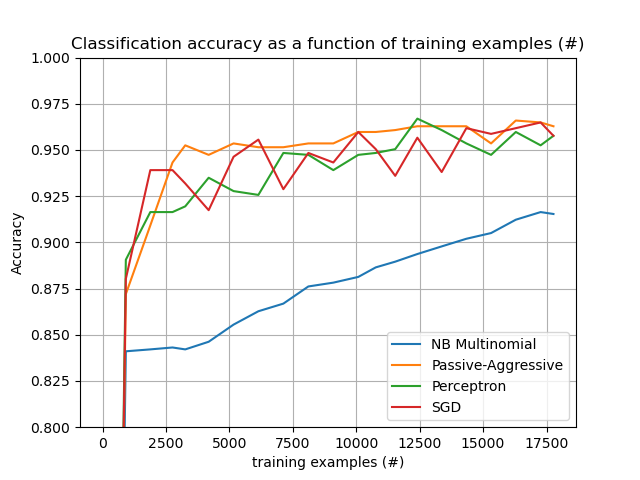 Classification accuracy as a function of training examples (#)
1.000
0.975
0.950
0.925
0.900
0.875
0.850
0.825
0.800
Accuracy
NB Multinomial
Passive-Aggressive
Perceptron
SGD
0 2500 5000 7500 10000 12500 15000 17500
training examples (#)